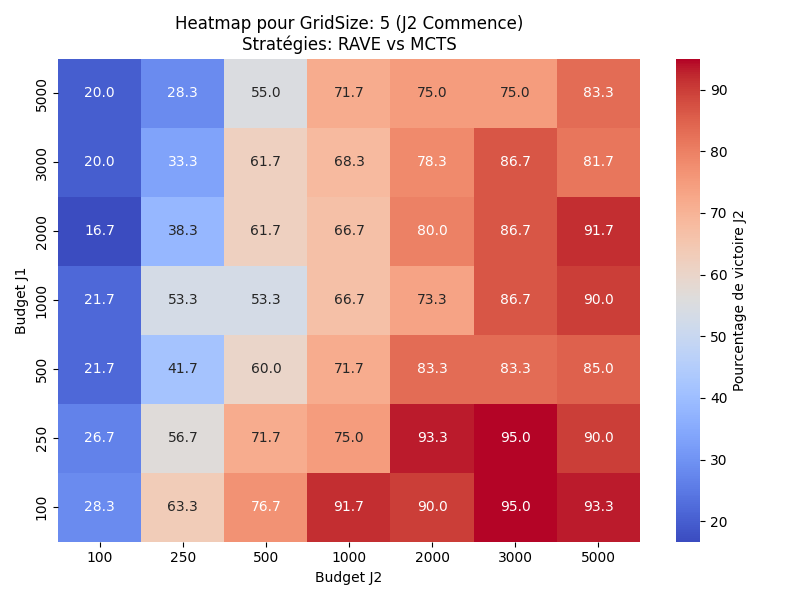 Heatmap pour GridSize: 5 (J2 Commence)
Stratégies: RAVE vs MCTS
Budget J1
5000 20.0 28.3 55.0 71.7 75.0 75.0 83.3
3000 20.0 33.3 61.7 68.3 78.3 86.7 81.7
2000 16.7 38.3 61.7 66.7 80.0 86.7 91.7
1000 21.7 53.3 53.3 66.7 73.3 86.7 90.0
500 21.7 41.7 60.0 71.7 83.3 83.3 85.0
250 26.7 56.7 71.7 75.0 93.3 95.0 90.0
100 28.3 63.3 76.7 91.7 90.0 95.0 93.3
100 250 500 1000 2000 3000 5000
Budget J2
90
80
70
60
50
40
30
20
Pourcentage de victoire J2